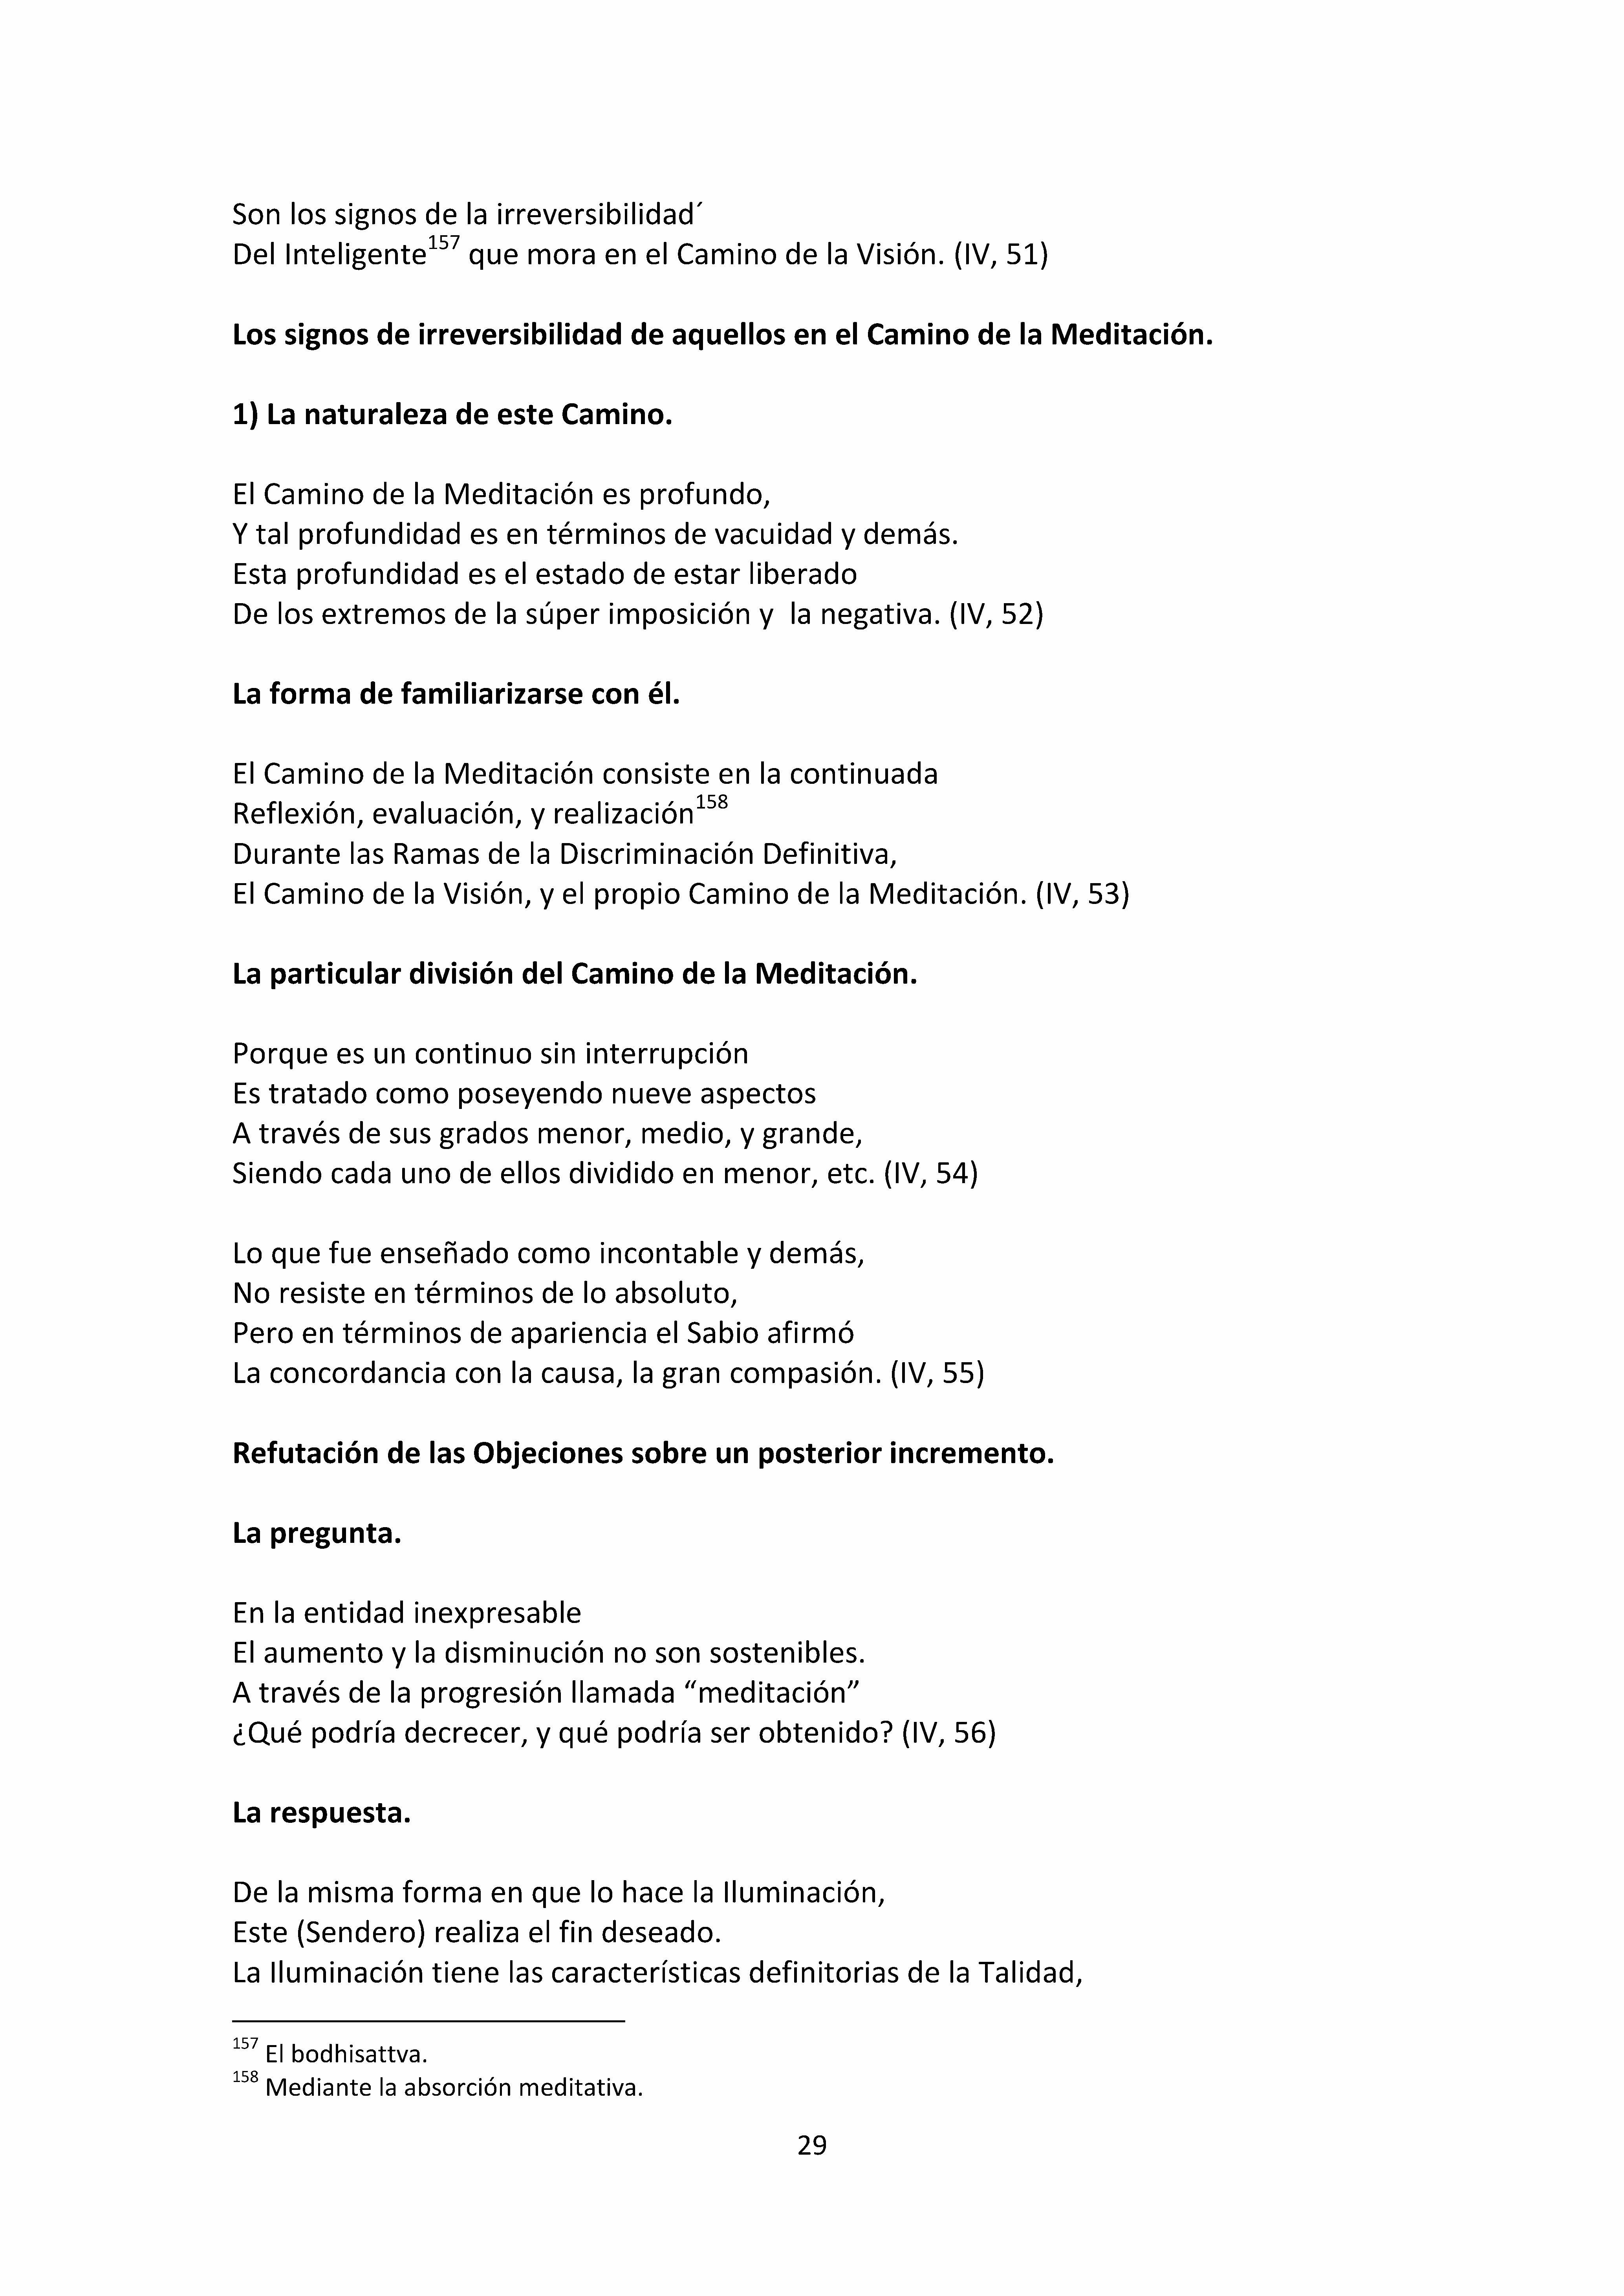 Son los signos de la irreversibilidad´
Del Inteligente157 que mora en el Camino de la Visión. (IV, 51)
Los signos de irreversibilidad de aquellos en el Camino de la Meditación.
1) La naturaleza de este Camino.
El Camino de la Meditación es profundo,
Y tal profundidad es en términos de vacuidad y demás.
Esta profundidad es el estado de estar liberado
De los extremos de la súper imposición y  la negativa. (IV, 52)
La forma de familiarizarse con él.
El Camino de la Meditación consiste en la continuada
Reflexión, evaluación, y realización158
Durante las Ramas de la Discriminación Definitiva,
El Camino de la Visión, y el propio Camino de la Meditación. (IV, 53)
La particular división del Camino de la Meditación.
Porque es un continuo sin interrupción
Es tratado como poseyendo nueve aspectos
A través de sus grados menor, medio, y grande,
Siendo cada uno de ellos dividido en menor, etc. (IV, 54)
Lo que fue enseñado como incontable y demás,
No resiste en términos de lo absoluto,
Pero en términos de apariencia el Sabio afirmó
La concordancia con la causa, la gran compasión. (IV, 55)
Refutación de las Objeciones sobre un posterior incremento.
La pregunta.
En la entidad inexpresable
El aumento y la disminución no son sostenibles.
A través de la progresión llamada “meditación”
¿Qué podría decrecer, y qué podría ser obtenido? (IV, 56)
La respuesta.
De la misma forma en que lo hace la Iluminación,
Este (Sendero) realiza el fin deseado.
La Iluminación tiene las características definitorias de la Talidad,
157 El bodhisattva.
158 Mediante la absorción meditativa.
29